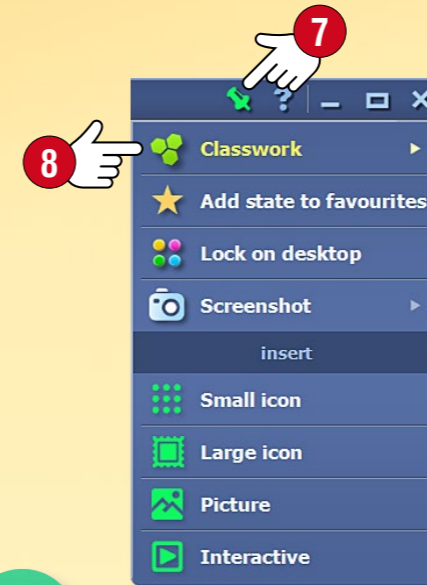 7
?
8
Classwork
Add state to favourites
Lock on desktop
Screenshot
insert
Small icon
Large icon
Picture
Interactive